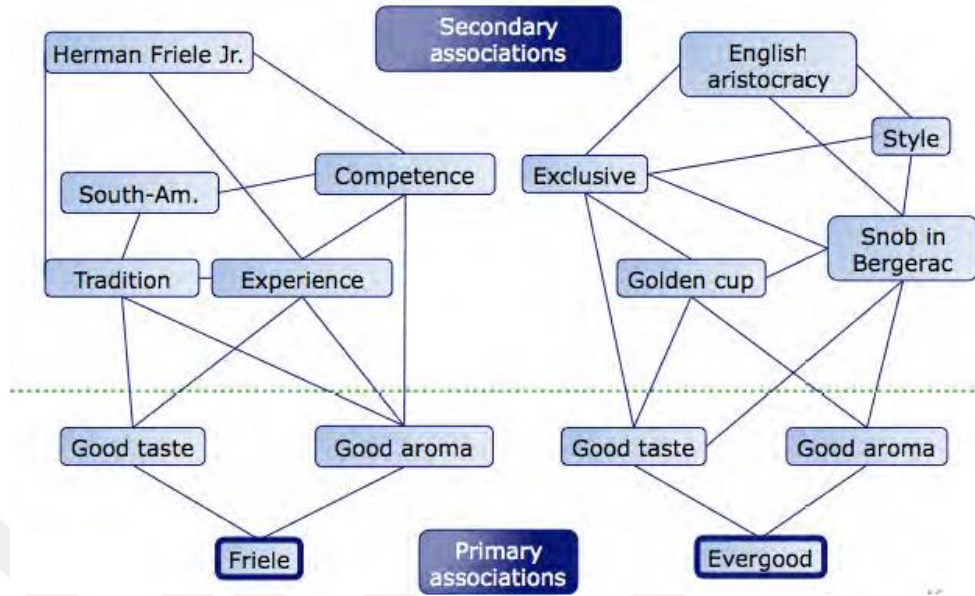 Secondary
associations
Herman Friele Jr.
English
aristocracy
Style
Competence
Exclusive
South-Am.
Snob in
Bergerac
Tradition
Experience
Golden cup
Good taste
Good aroma
Good taste
Good aroma
Friele
Primary
associations
Evergood